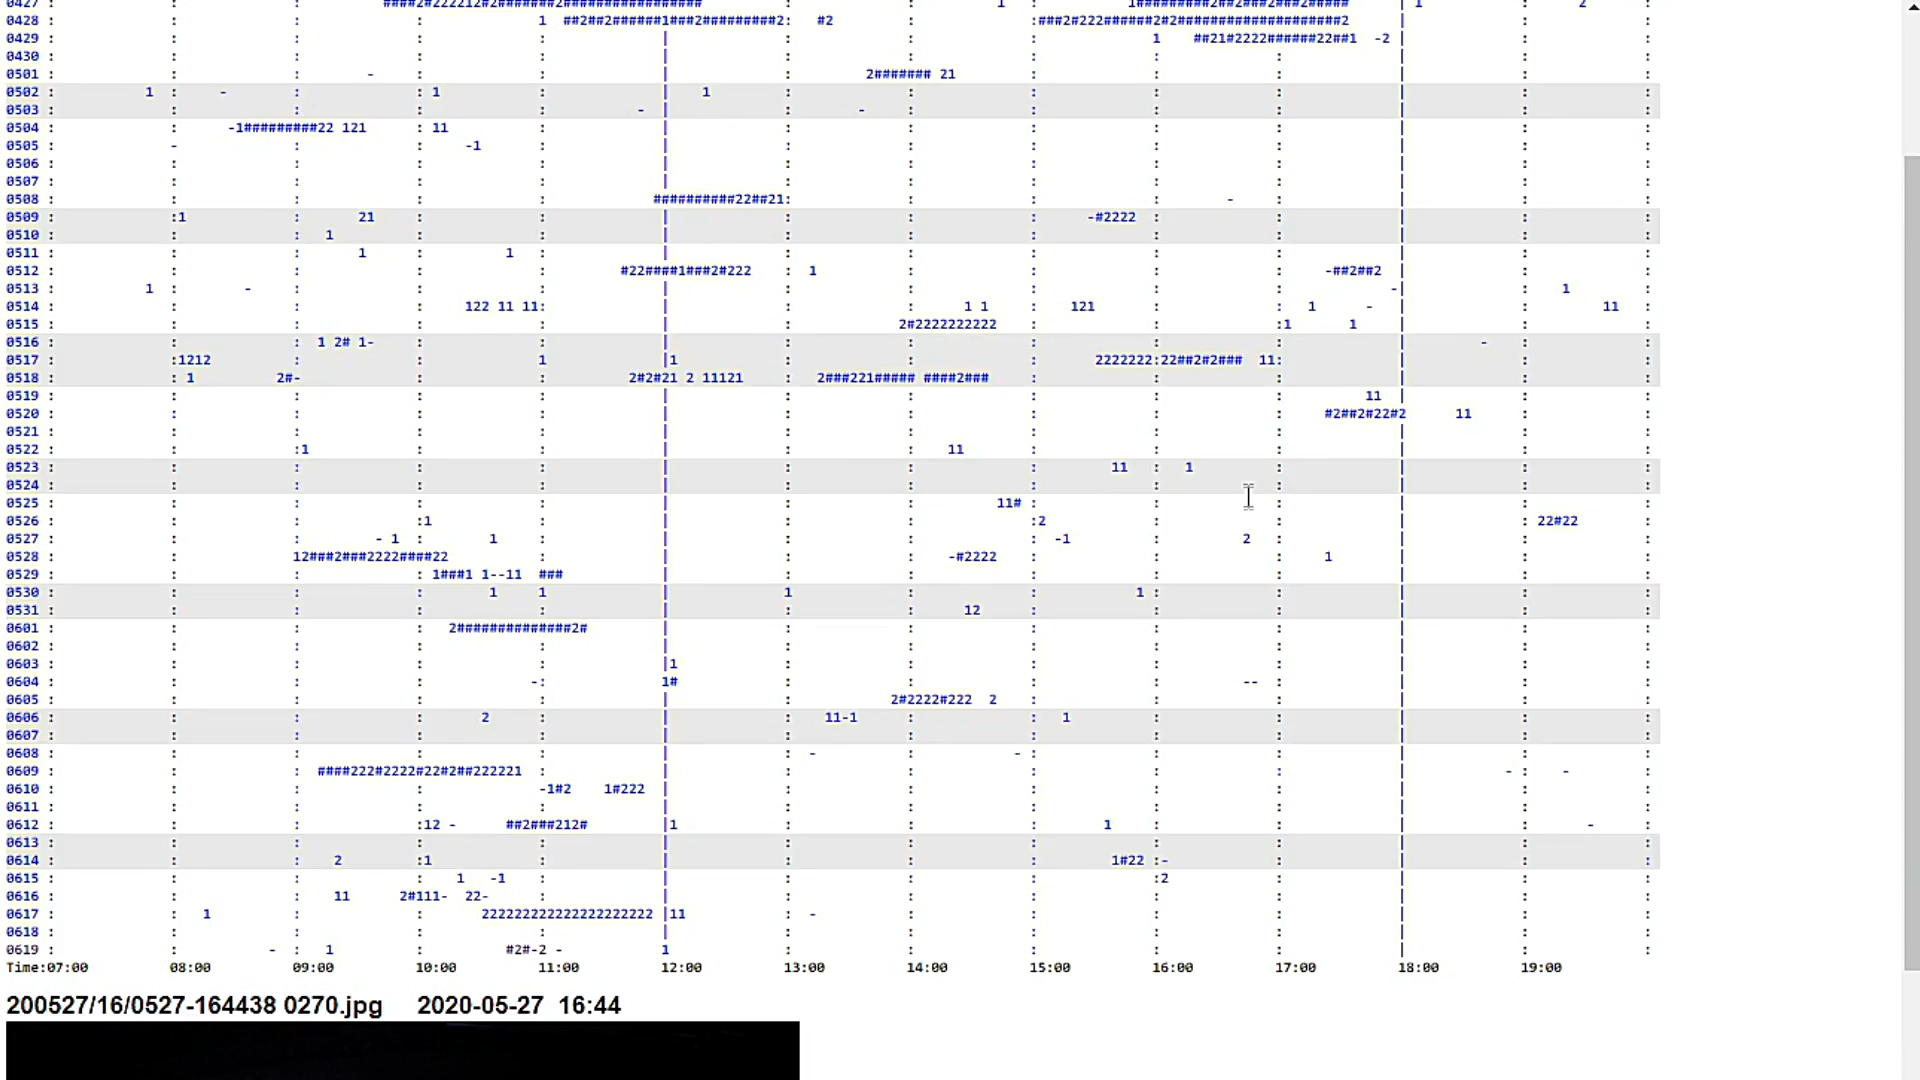 0427 : ####2#222212#2#######2################# 1 1#########2##2###2###2##### 1 2 :
0428 : : : : 1 ##2##2######1###2##########2: #2 : :###2#222######2#2####################2 : :
0429 : : : : : | : : : 1 ##21#2222######22##1 -2 | : :
0430 : : : : : | : : : : : | : :
0501 : : : - : : | : 2####### 21 : : : | : :
0502 : 1 : - : :1 : | 1 : : : : : | : :
0503 : : : : : - | : - : : : : | : :
0504 : : -1#########22 121 : 11 : | : : : : : | : :
0505 : - : : -1 : | : : : : : | : :
0506 : : : : : | : : : : : | : :
0507 : : : : : | : : : : : | : :
0508 : : : : : ##########22##21: : : : - : | : :
0509 : :1 : 21 : : | : : : -#2222 : : | : :
0510 : : : 1 : : | : : : : : | : :
0511 : : : 1 : 1 : | : : : : : | : :
0512 : : : : : #22####1###2#222 : 1 : : : : -##2##2 | : :
0513 : 1 : - : : : | : : : : : -| : 1 :
0514 : : : : 122 11 11: | : : 1 1 : 121 : : 1 - | : 11 :
0515 : : : : : | : 2#2222222222 : : :1 1 | : :
0516 : : : 1 2# 1- : : | : : : : : | - : :
0517 : :1212 : : 1 |1 : : : 2222222:22##2#2### 11: | : :
0518 : : 1 2#- : : 2#2#21 2 11121 : 2###221##### ####2### : : : | : :
0519 : : : : : | : : : : : 11 | : :
0520 : : : : : | : : : : : #2##2#22#2 11 : :
0521 : : : : : | : : : : : | : :
0522 : : :1 : : | : : 11 : : : | : :
0523 : : : : : | : : : 11 : 1 : | : :
0524 : : : : : | : : : : : | : :
0525 : : : : : | : : 11# : : : | : :
0526 : : : :1 : | : : :2 : : | : 22#22 :
0527 : : : - 1 : 1 : | : : : -1 : 2 : | : :
0528 : : 12###2###2222####22 : | : : -#2222 : : : 1 | : :
0529 : : : : 1###1 1--11 ### | : : : : : | : :
0530 : : : : 1 1 | 1 : : 1 : : | : :
0531 : : : : : | : : 12 : : : | : :
0601 : : : : 2##############2# | : : : : : | : :
0602 : : : : : | : : : : : | : :
0603 : : : : : |1 : : : : : | : :
0604 : : : : -: 1# : : : : -- : | : :
0605 : : : : : | : 2#2222#222 2 : : : | : :
0606 : : : : 2 : | : 11-1 : : 1 : : | : :
0607 : : : : : | : : : : : | : :
0608 : : : : : | : - : - : : : | : :
0609 : : : ####222#2222#22#2##222221 : | : : : : : | - : - :
0610 : : : : -1#2 1#222 | : : : : : | : :
0611 : : : : : | : : : : : | : :
0612 : : : :12 - ##2###212# |1 : : : 1 : : | : - :
0613 : : : : : | : : : : : | : :
0614 : : : 2 :1 : | : : : 1#22 :- : | : :
0615 : : : : 1 -1 : | : : : :2 : | : :
0616 : : : 11 2#111- 22- : | : : : : : | : :
0617 : : 1 : : 222222222222222222222 |11 : - : : : : | : :
0618 : : : : : | : : : : : | : :
0619 : : - : 1 : #2#-2 - 1 : : : : : | : :
Time:07:00 08:00 09:00 10:00 11:00 12:00 13:00 14:00 15:00 16:00 17:00 18:00 19:00
200527/16/0527-164438 0270.jpg 2020-05-27 16:44